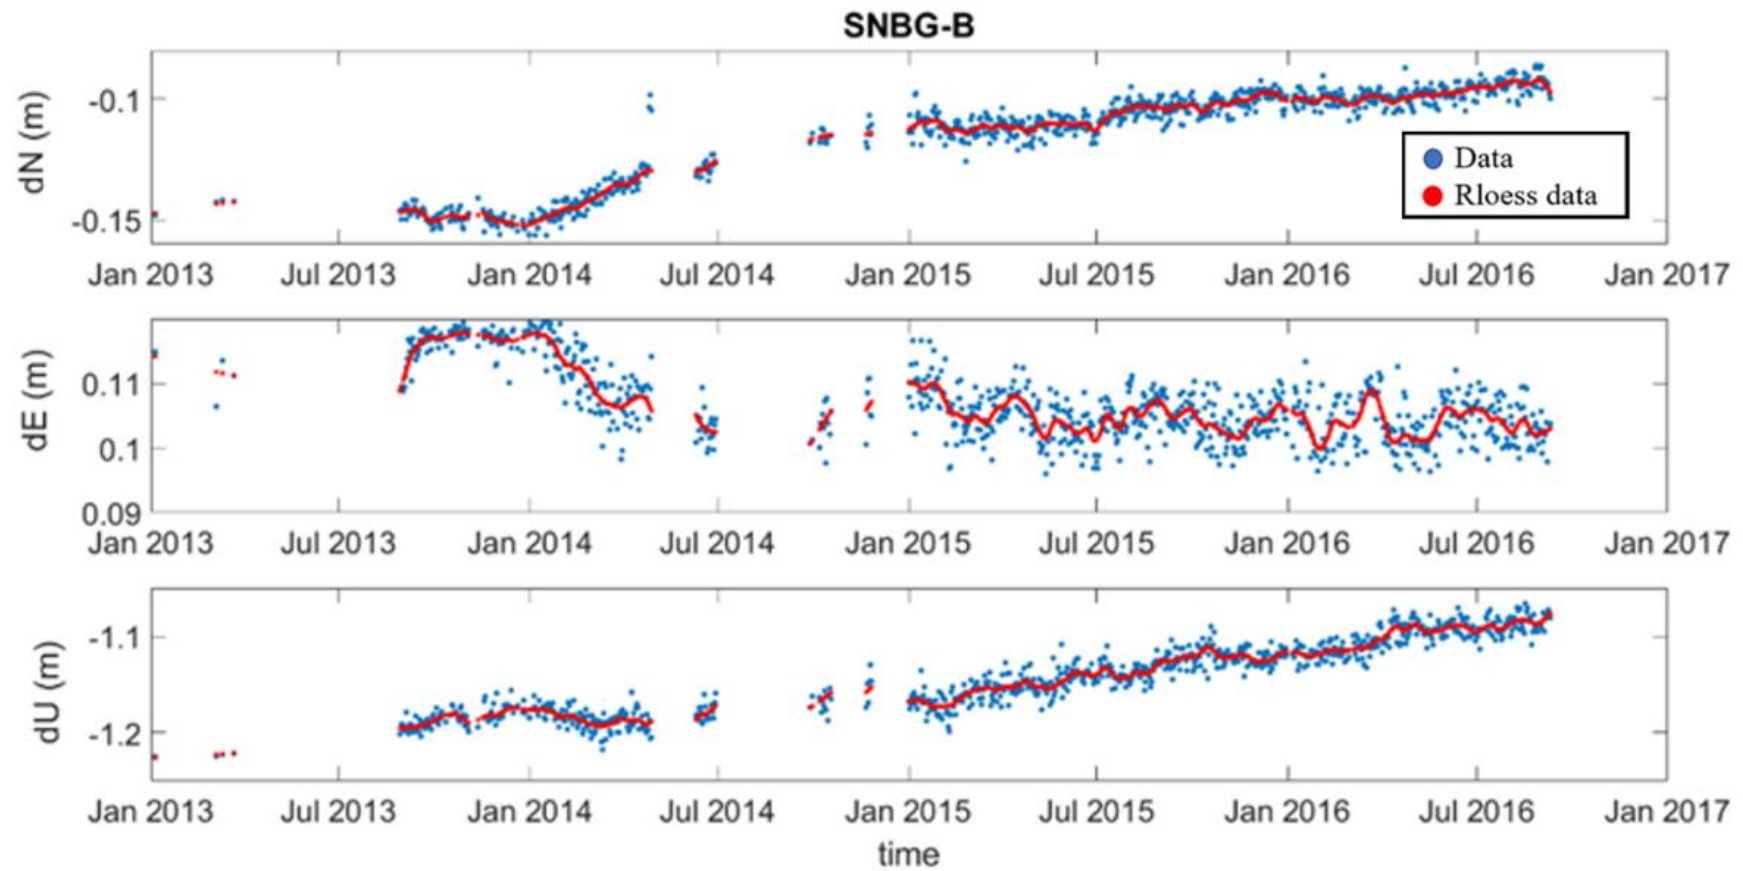 SNBG-B
dN (m)
-0.1
-0.15
Data
Rloess data
Jan 2013 Jul 2013 Jan 2014 Jul 2014 Jan 2015 Jul 2015 Jan 2016 Jul 2016 Jan 2017
dE (m)
0.11
0.1
0.09
Jan 2013 Jul 2013 Jan 2014 Jul 2014 Jan 2015 Jul 2015 Jan 2016 Jul 2016 Jan 2017
dU (m)
-1.1
-1.2
Jan 2013 Jul 2013 Jan 2014 Jul 2014 Jan 2015 Jul 2015 Jan 2016 Jul 2016 Jan 2017
time